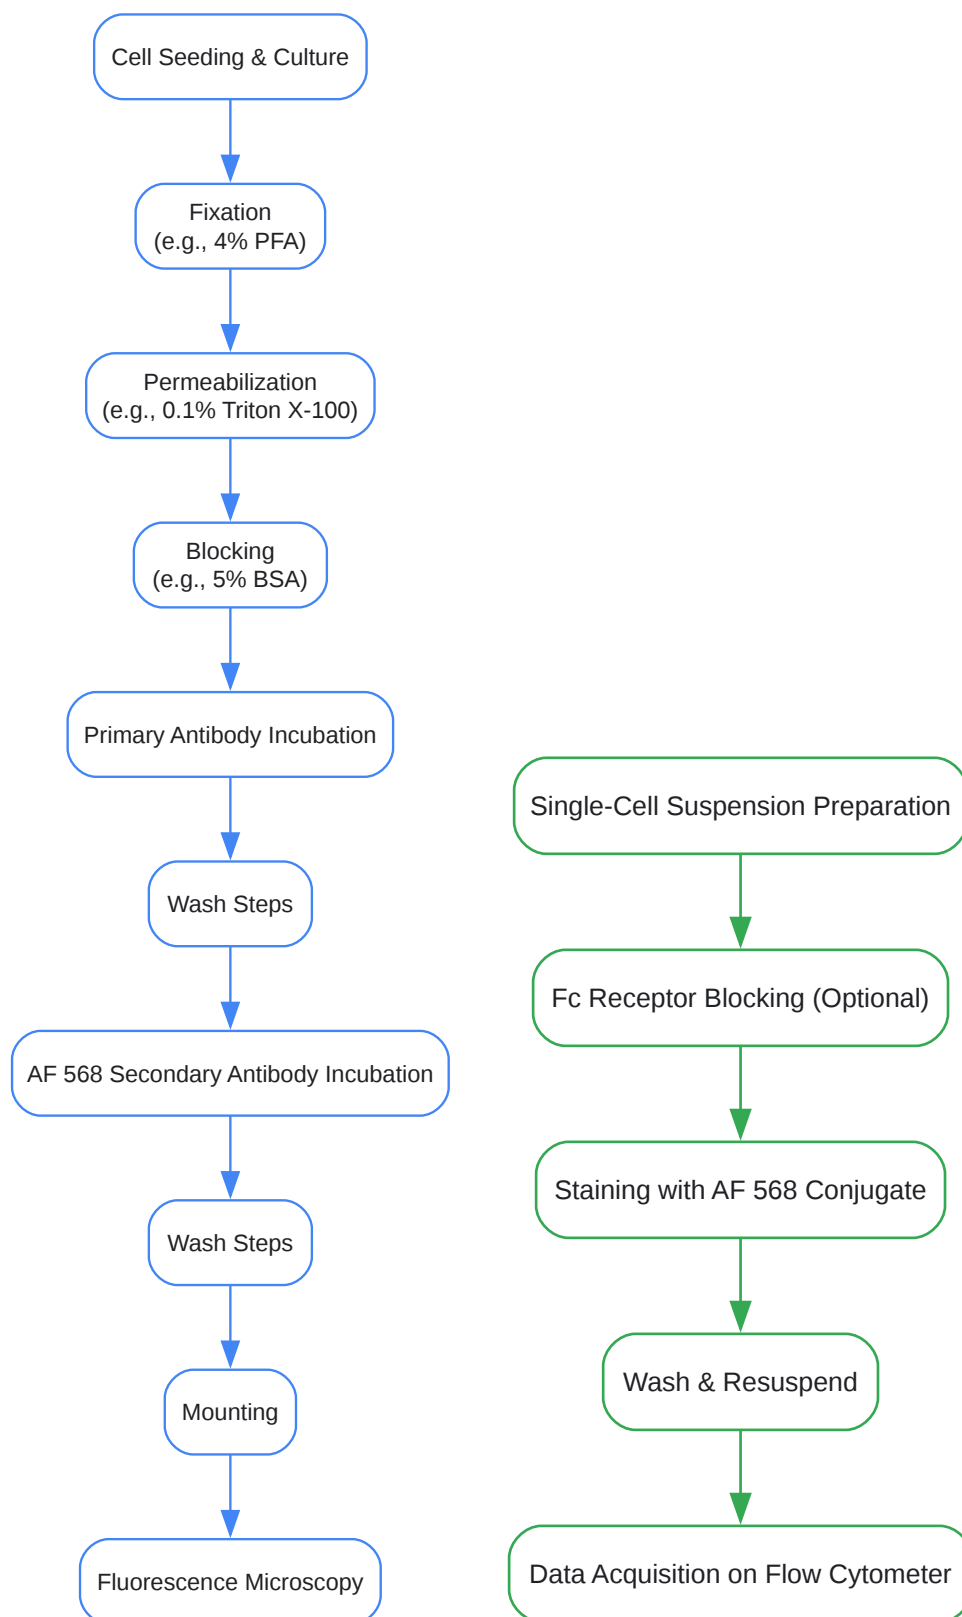 Cell Seeding & Culture
Fixation
(e.g., 4% PFA)
Permeabilization
(e.g., 0.1% Triton X-100)
Blocking
(e.g., 5% BSA)
Primary Antibody Incubation
Wash Steps
AF 568 Secondary Antibody Incubation
Wash Steps
Mounting
Fluorescence Microscopy
Single-Cell Suspension Preparation
Fc Receptor Blocking (Optional)
Staining with AF 568 Conjugate
Wash & Resuspend
Data Acquisition on Flow Cytometer